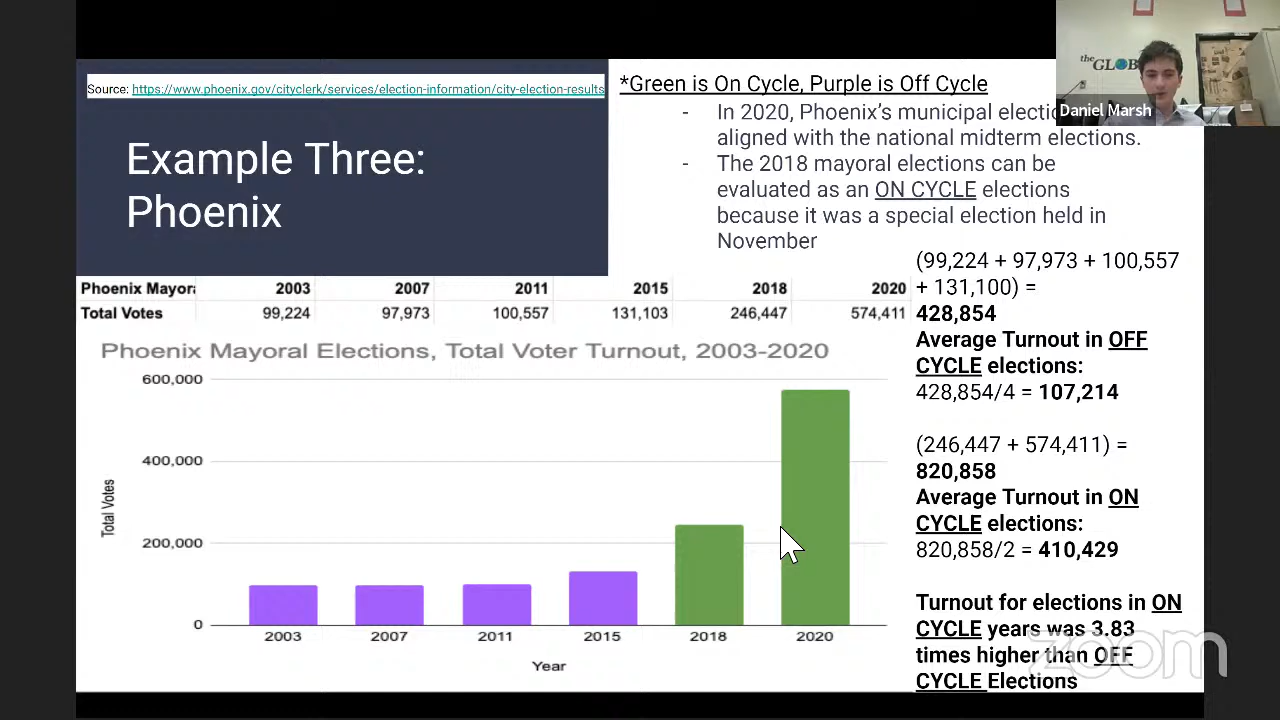 Source: https://www.phoenix.gov/cityclerk/services/election-information/city-election-results
Example Three:
Phoenix
*Green is On Cycle, Purple is Off Cycle
- In 2020, Phoenix's municipal
aligned with the national midterm elections.
- The 2018 mayoral elections can be
evaluated as an ON CYCLE elections
because it was a special election held in
November
the GLOB
Daniel Marsh
Phoenix Mayora 2003 2007 2011 2015 2018 2020
Total Votes 99,224 97,973 100,557 131,103 246,447 574,411
Phoenix Mayoral Elections, Total Voter Turnout, 2003-2020
600,000
400,000
200,000
0
Total Votes
2003 2007 2011 2015 2018 2020
Year
(99,224 + 97,973 + 100,557
+ 131,100) =
428,854
Average Turnout in OFF
CYCLE elections:
428,854/4 = 107,214
(246,447 + 574,411) =
820,858
Average Turnout in ON
CYCLE elections:
820,858/2 = 410,429
Turnout for elections in ON
CYCLE years was 3.83
times higher than OFF
CYCLE Elections
zoom